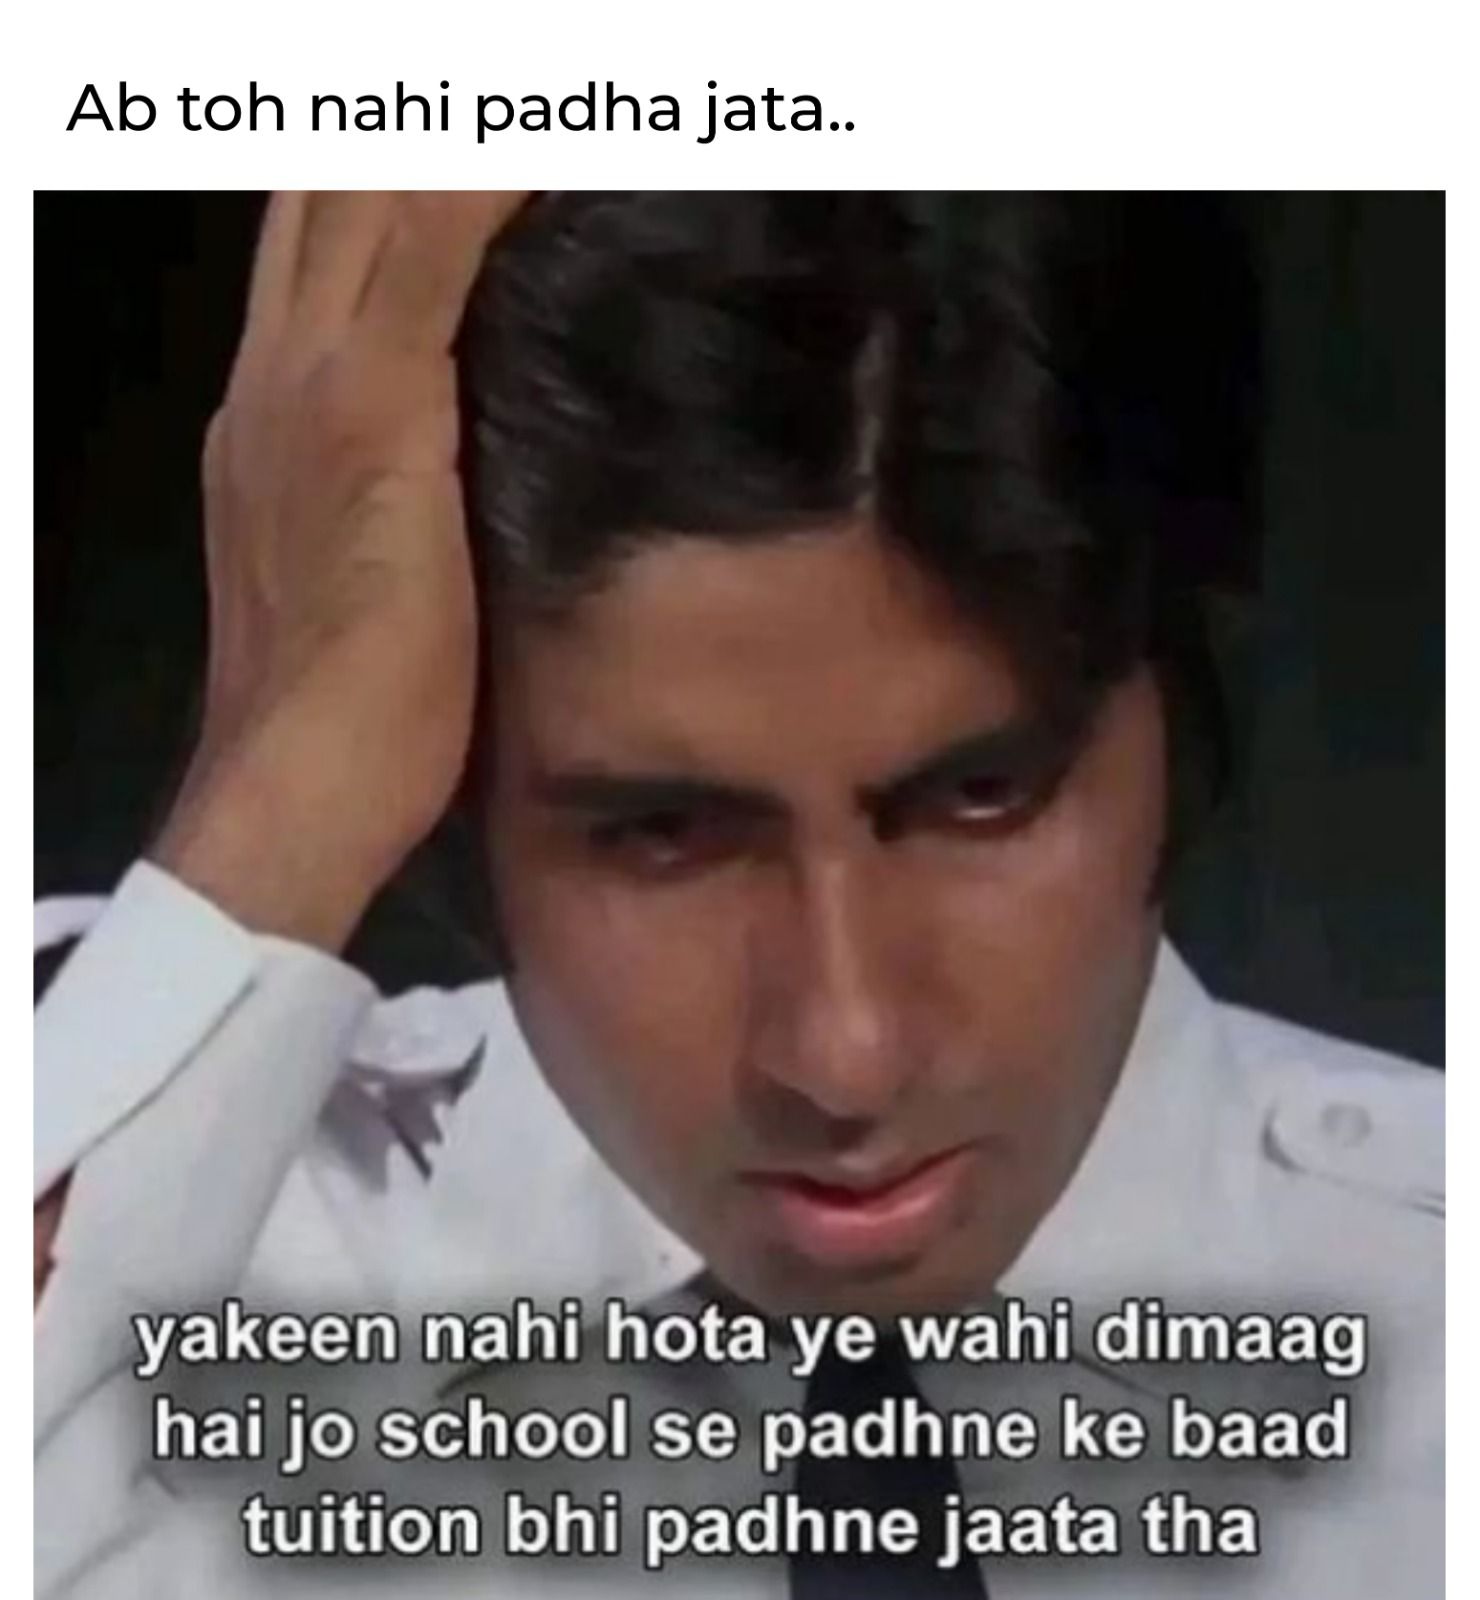 Ab toh nahi padha jata..
yakeen nahi hota ye wahi dimaag
hai jo school se padhne ke baad
tuition bhi padhne jaata tha